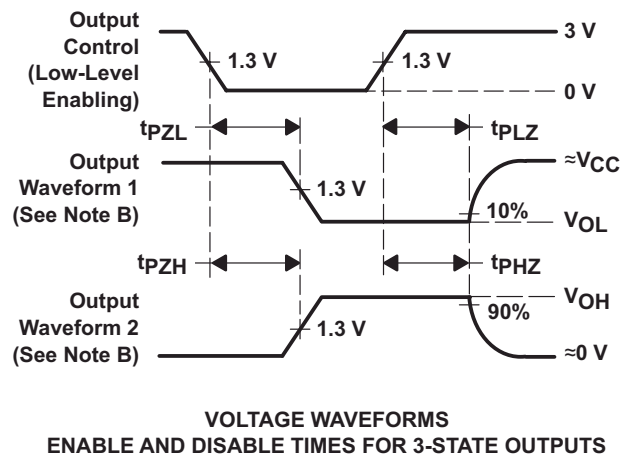 Output
Control
(Low-Level
Enabling)
1.3 V
1.3 V
3 V
0 V
tPZL
tPLZ
Output
Waveform 1
(See Note B)
1.3 V
10%
≈VCC
VOL
tPZH
tPHZ
Output
Waveform 2
(See Note B)
1.3 V
90%
VOH
≈0 V
VOLTAGE WAVEFORMS
ENABLE AND DISABLE TIMES FOR 3-STATE OUTPUTS